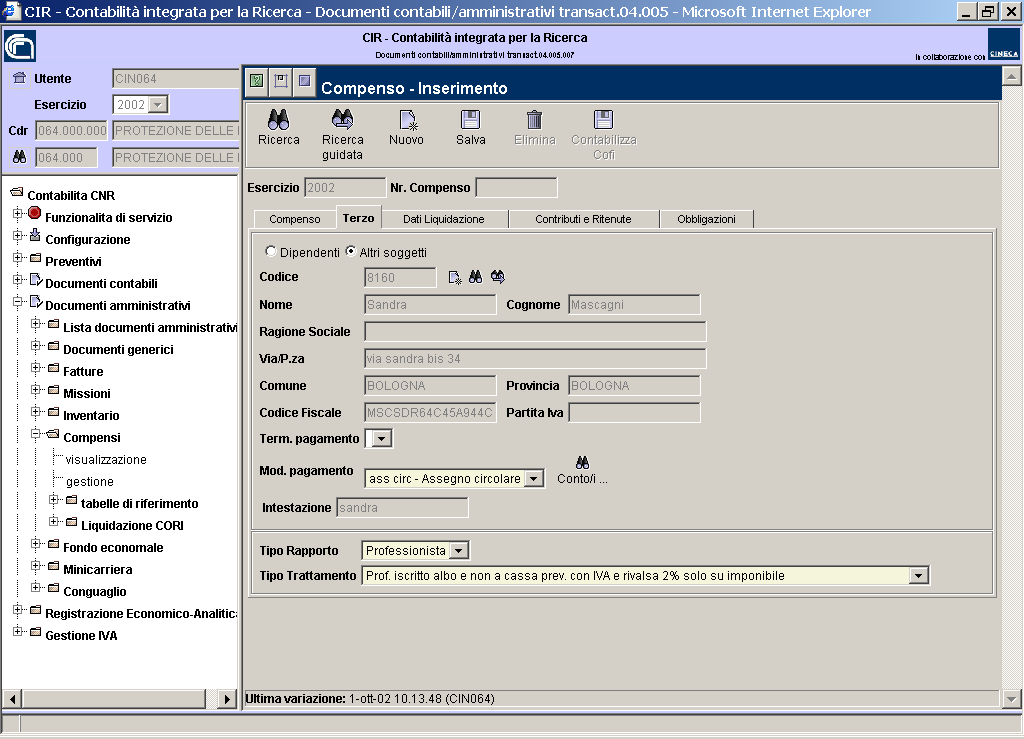 CIR - Contabilità integrata per la Ricerca - Documenti contabili/amministrativi transact.04.005 - Microsoft Internet Explorer
CIR - Contabilità integrata per la Ricerca
Documenti contabili/amministrativi transact.04.005.007
In collaborazione con CINECA
Utente CIN064
Esercizio 2002
Cdr 064.000.000 PROTEZIONE DELLE
064.000 PROTEZIONE DELLE
Contabilita CNR
Funzionalita di servizio
Configurazione
Preventivi
Documenti contabili
Documenti amministrativi
Lista documenti amministrativi
Documenti generici
Fatture
Missioni
Inventario
Compensi
visualizzazione
gestione
tabelle di riferimento
Liquidazione CORI
Fondo economale
Minicarriera
Conguaglio
Registrazione Economico-Analitica
Gestione IVA
Compenso - Inserimento
Ricerca
Ricerca guidata
Nuovo
Salva
Elimina
Contabilizza Cofi
Esercizio 2002 Nr. Compenso
Compenso Terzo Dati Liquidazione Contributi e Ritenute Obbligazioni
Dipendenti Altri soggetti
Codice 8160
Nome Sandra Cognome Mascagni
Ragione Sociale
Via/P.za via sandra bis 34
Comune BOLOGNA Provincia BOLOGNA
Codice Fiscale MSCSDR64C45A944C Partita Iva
Term. pagamento
Mod. pagamento ass circ - Assegno circolare Conto/i ...
Intestazione sandra
Tipo Rapporto Professionista
Tipo Trattamento Prof. iscritto albo e non a cassa prev. con IVA e rivalsa 2% solo su imponibile
Ultima variazione: 1-ott-02 10.13.48 (CIN064)